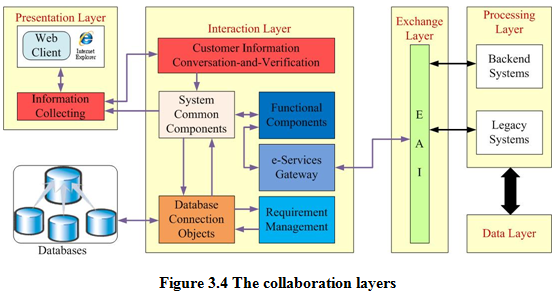 Presentation Layer
Web
Client
Internet
Explorer
Information
Collecting
Databases
Interaction Layer
Customer Information
Conversation-and-Verification
System
Common
Components
Functional
Components
e-Services
Gateway
Database
Connection
Objects
Requirement
Management
Exchange
Layer
E
A
I
Processing
Layer
Backend
Systems
Legacy
Systems
Data Layer
Figure 3.4 The collaboration layers